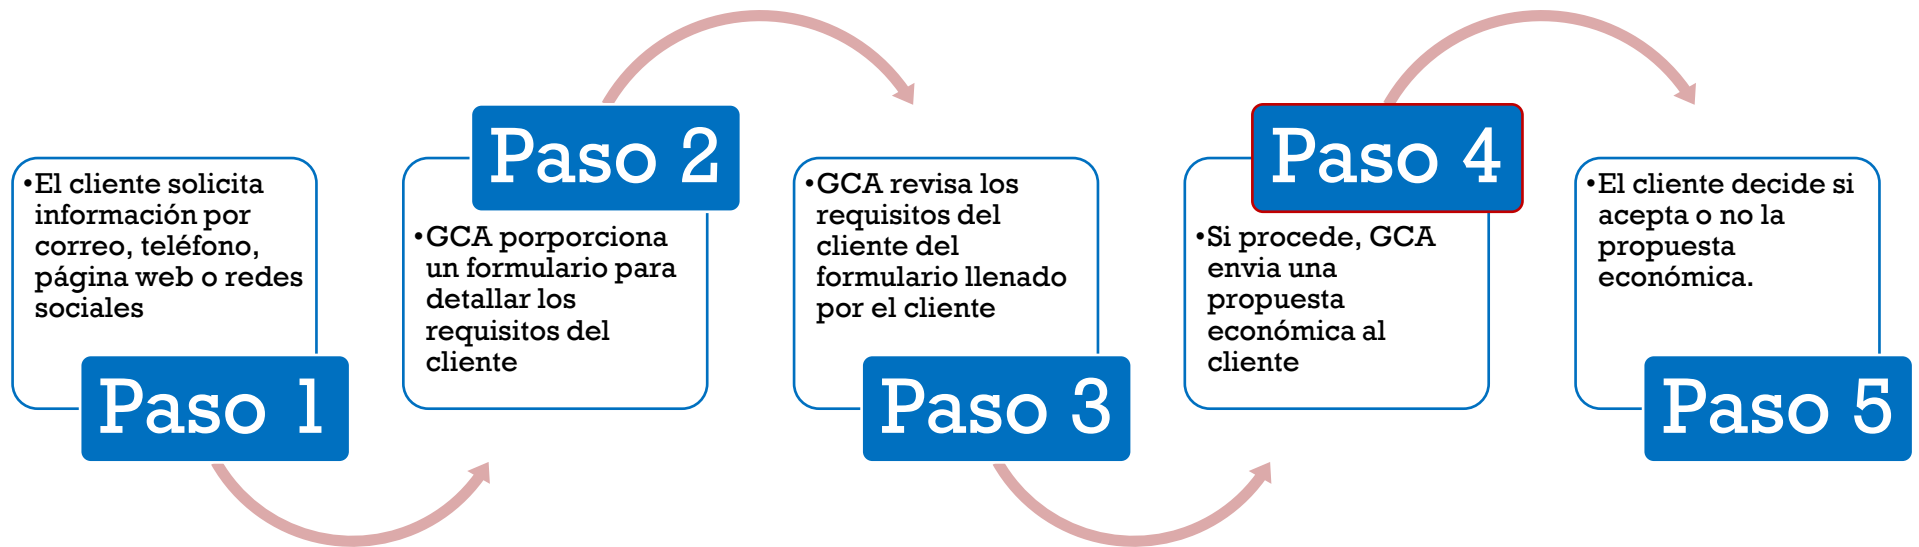 •El cliente solicita
información por
correo, teléfono,
página web o redes
sociales
Paso 1
Paso 2
•GCA porporciona
un formulario para
detallar los
requisitos del
cliente
•GCA revisa los
requisitos del
cliente del
formulario llenado
por el cliente
Paso 3
Paso 4
•Si procede, GCA
envia una
propuesta
económica al
cliente
•El cliente decide si
acepta o no la
propuesta
económica.
Paso 5